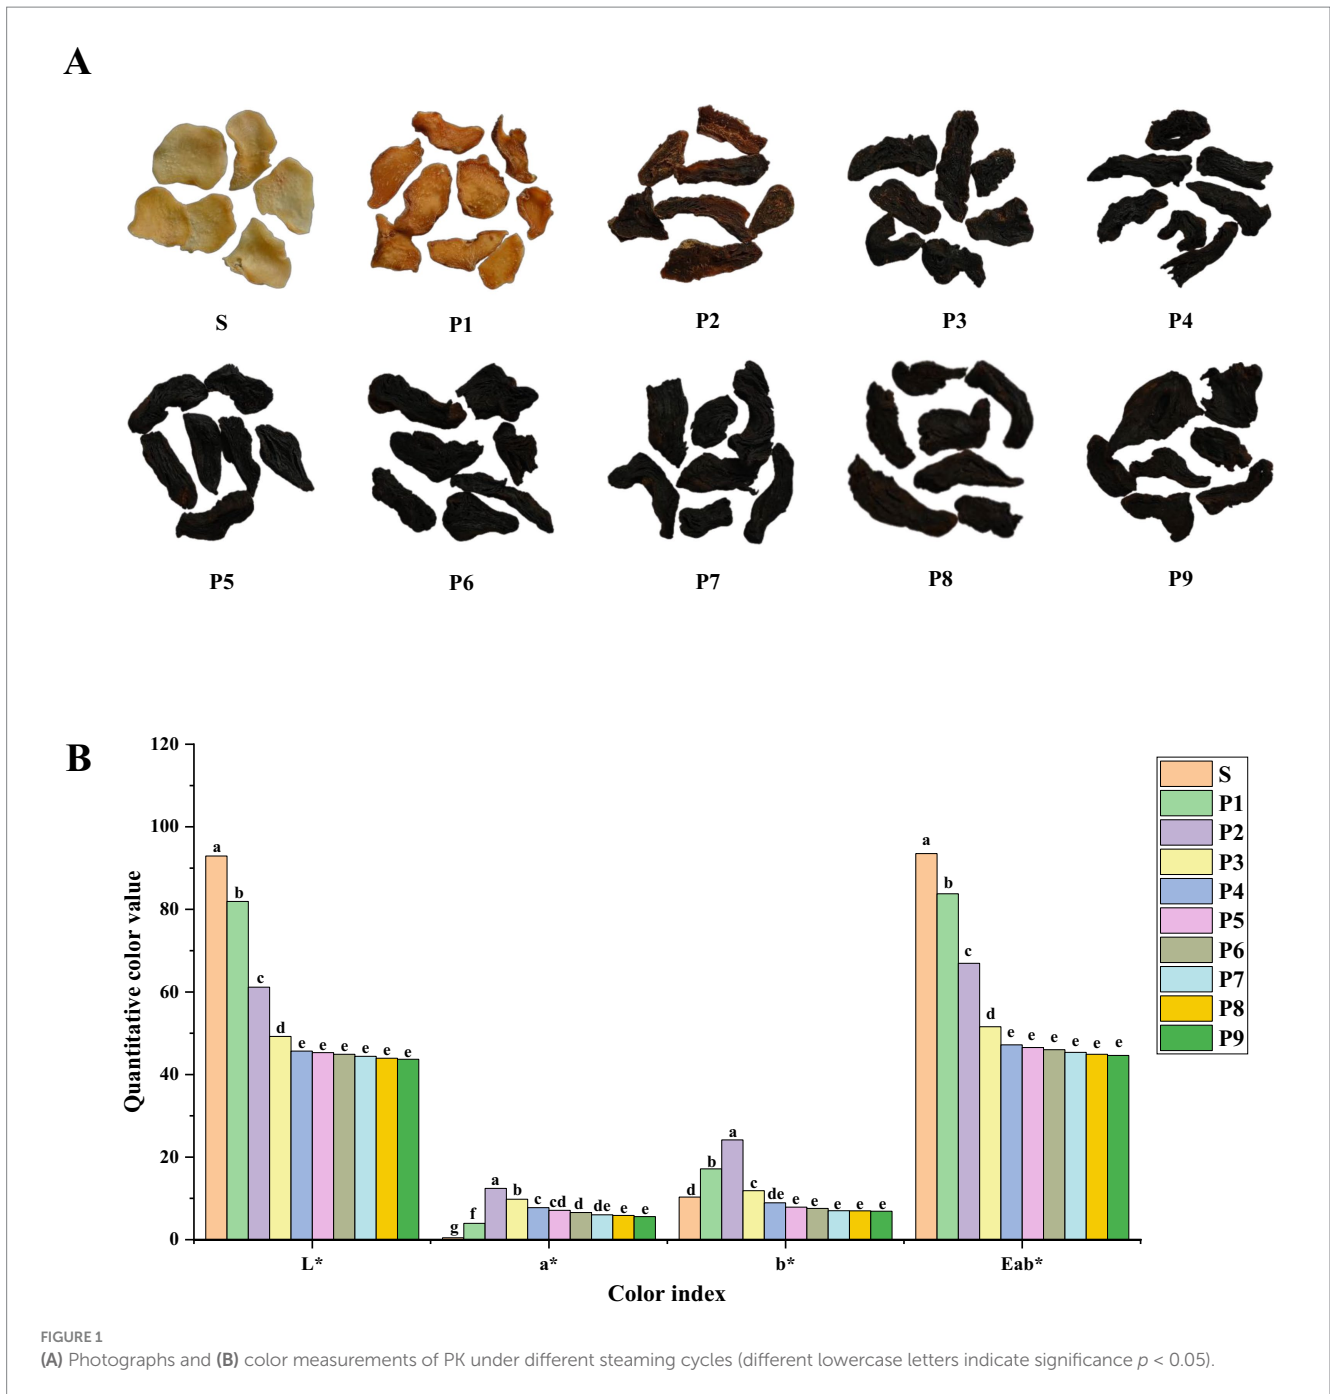 A
S P1 P2 P3 P4
P5 P6 P7 P8 P9
B
120
100
80
60
40
20
0
Quantitative color value
a b c d e e e e e e
g f a b c cd d de e e
d b a c de e e e e e
a b c d e e e e e e
L* a* b* Eab*
Color index
S
P1
P2
P3
P4
P5
P6
P7
P8
P9
FIGURE 1
(A) Photographs and (B) color measurements of PK under different steaming cycles (different lowercase letters indicate significance p < 0.05).